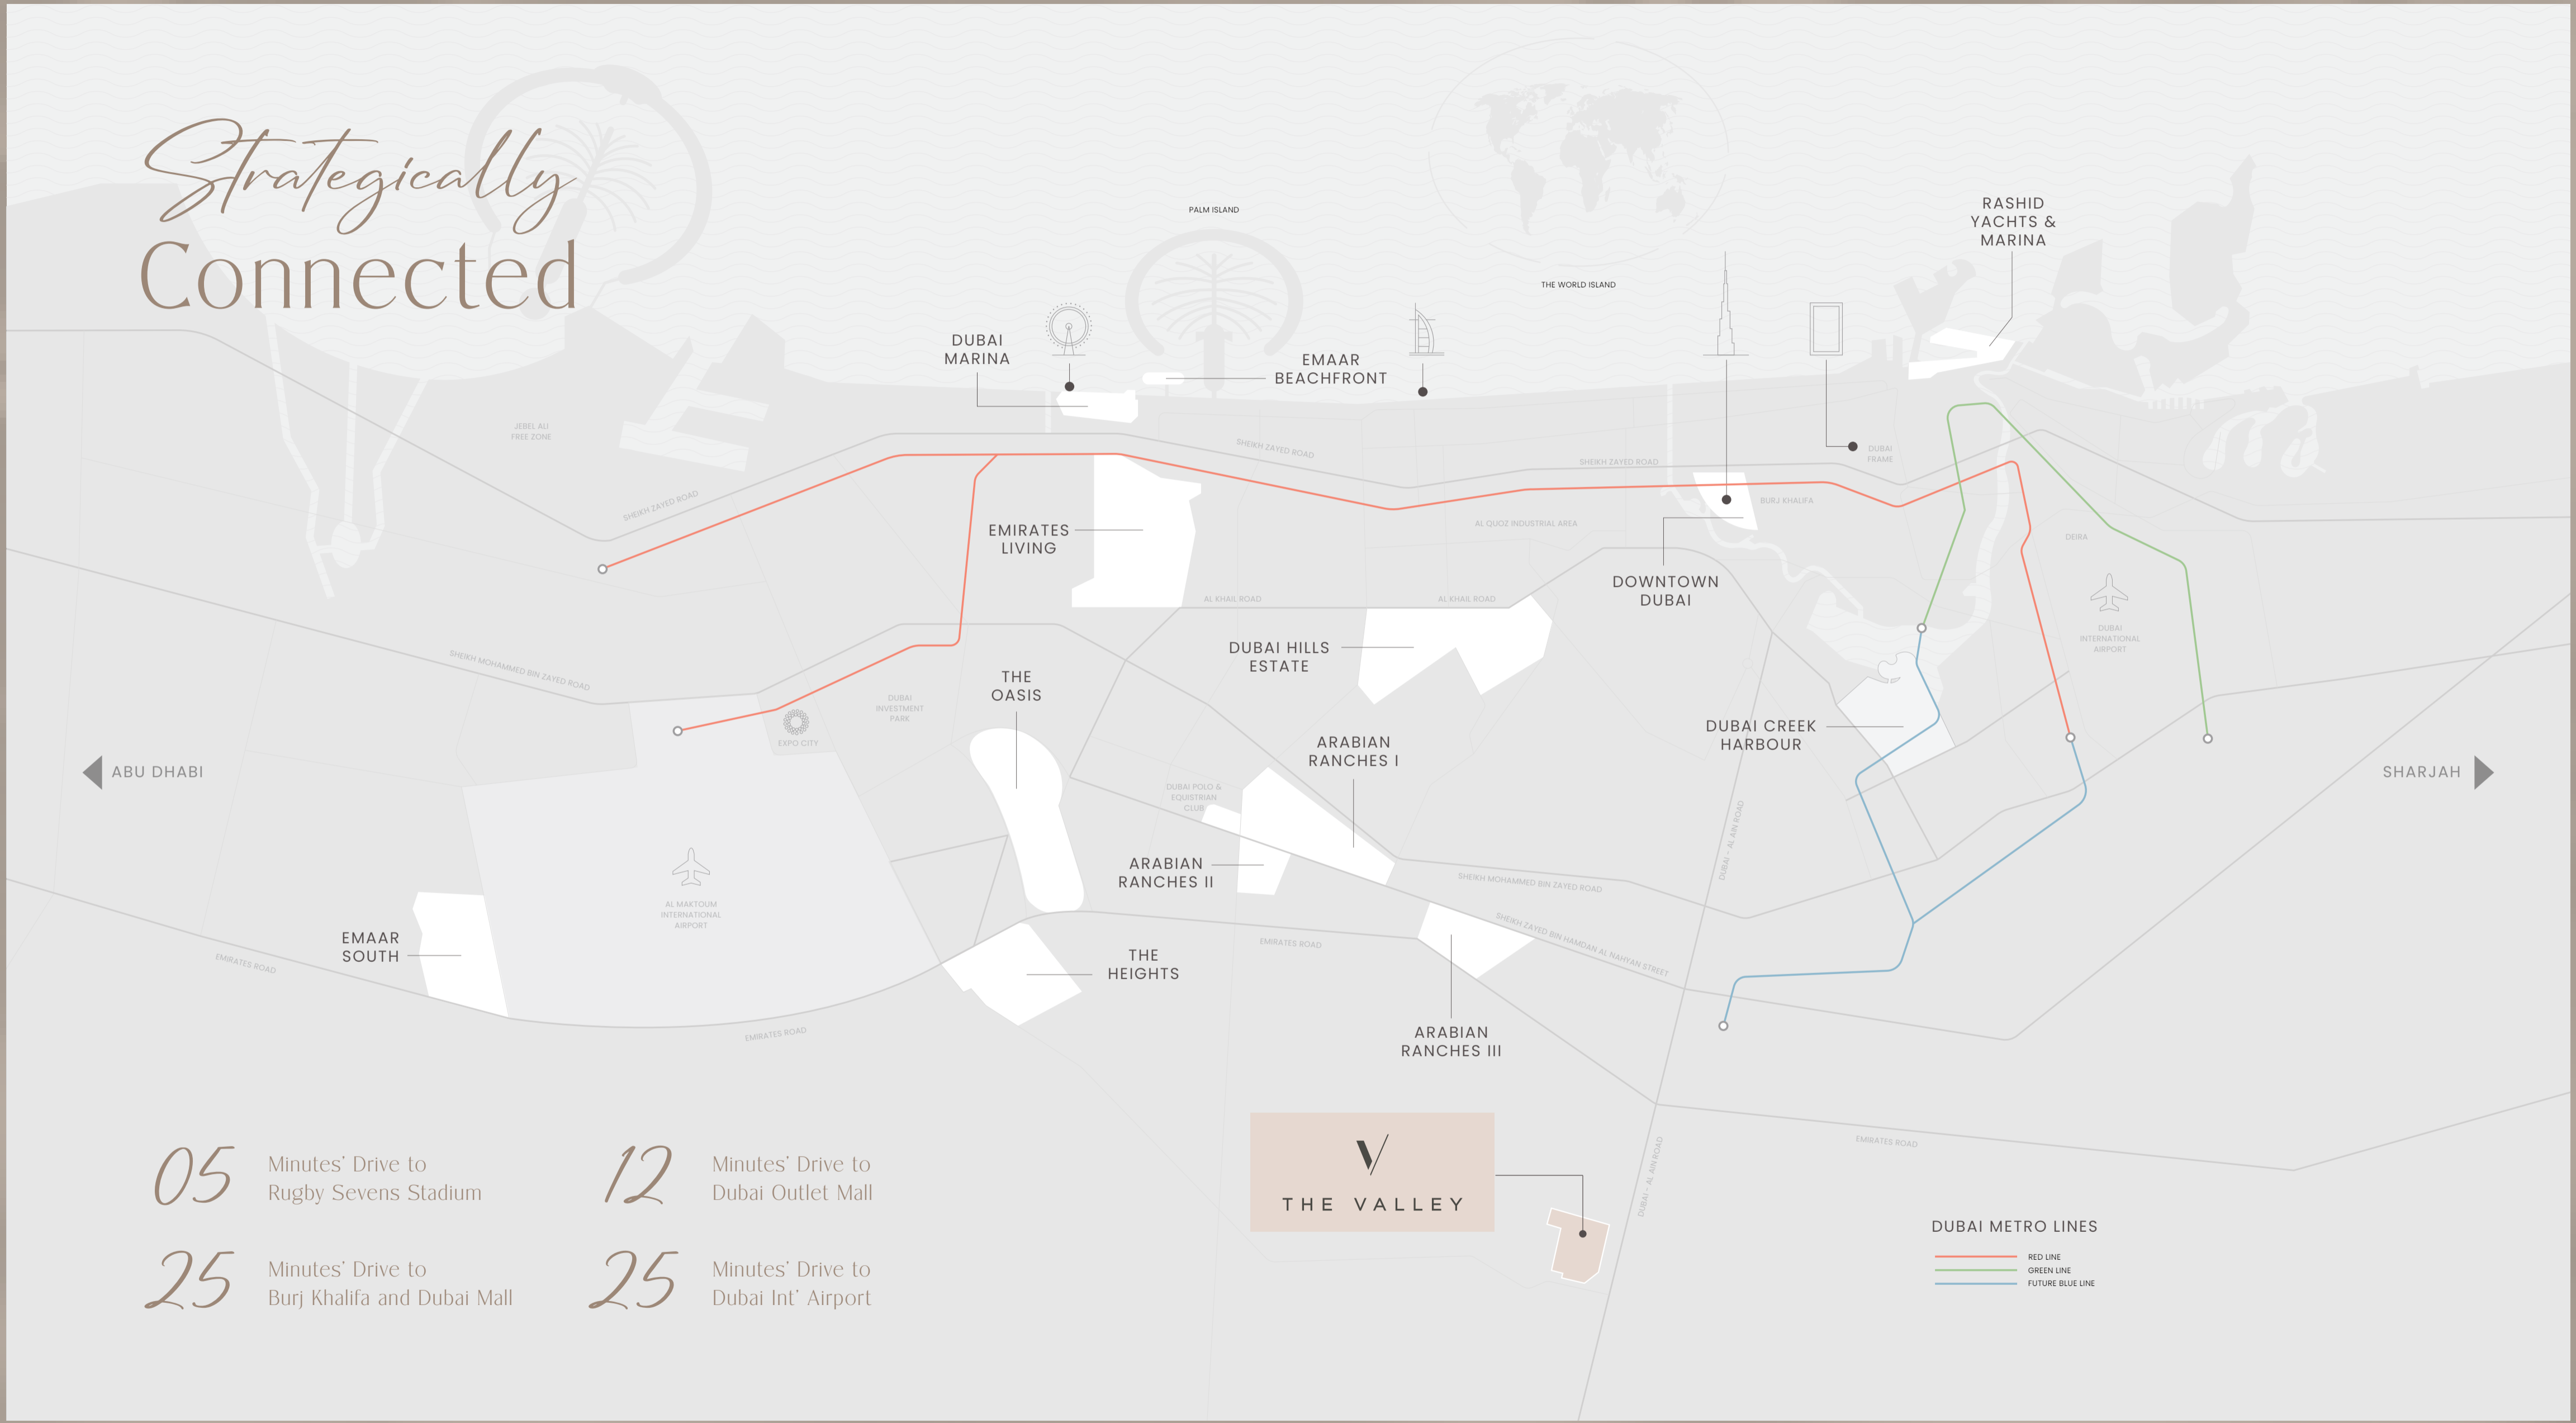 Strategically
Connected
PALM ISLAND
THE WORLD ISLAND
RASHID
YACHTS &
MARINA
DUBAI
MARINA
EMAAR
BEACHFRONT
JEBEL ALI
FREE ZONE
SHEIKH ZAYED ROAD
SHEIKH ZAYED ROAD
SHEIKH ZAYED ROAD
DUBAI
FRAME
BURJ KHALIFA
AL QUOZ INDUSTRIAL AREA
EMIRATES
LIVING
DEIRA
DOWNTOWN
DUBAI
AL KHAIL ROAD
AL KHAIL ROAD
DUBAI
INTERNATIONAL
AIRPORT
SHEIKH MOHAMMED BIN ZAYED ROAD
DUBAI HILLS
ESTATE
THE
OASIS
DUBAI
INVESTMENT
PARK
EXPO CITY
DUBAI CREEK
HARBOUR
ARABIAN
RANCHES I
ABU DHABI
SHARJAH
DUBAI POLO &
EQUISTRIAN
CLUB
DUBAI - AL AIN ROAD
ARABIAN
RANCHES II
SHEIKH MOHAMMED BIN ZAYED ROAD
AL MAKTOUM
INTERNATIONAL
AIRPORT
SHEIKH ZAYED BIN HAMDAN AL NAHYAN STREET
EMAAR
SOUTH
EMIRATES ROAD
EMIRATES ROAD
THE
HEIGHTS
EMIRATES ROAD
ARABIAN
RANCHES III
EMIRATES ROAD
DUBAI - AL AIN ROAD
V
THE VALLEY
05
Minutes' Drive to
Rugby Sevens Stadium
12
Minutes' Drive to
Dubai Outlet Mall
25
Minutes' Drive to
Burj Khalifa and Dubai Mall
25
Minutes' Drive to
Dubai Int' Airport
DUBAI METRO LINES
RED LINE
GREEN LINE
FUTURE BLUE LINE